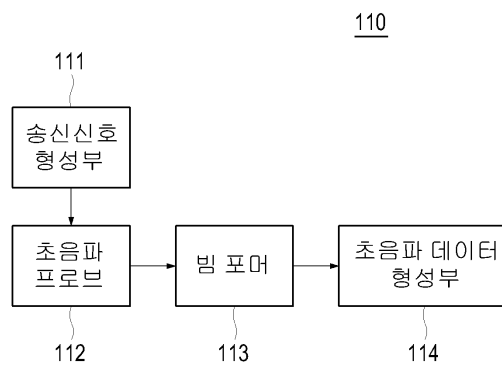 110
111
송신신호
형성부
초음파
프로브
빔 포머
초음파 데이터
형성부
112
113
114